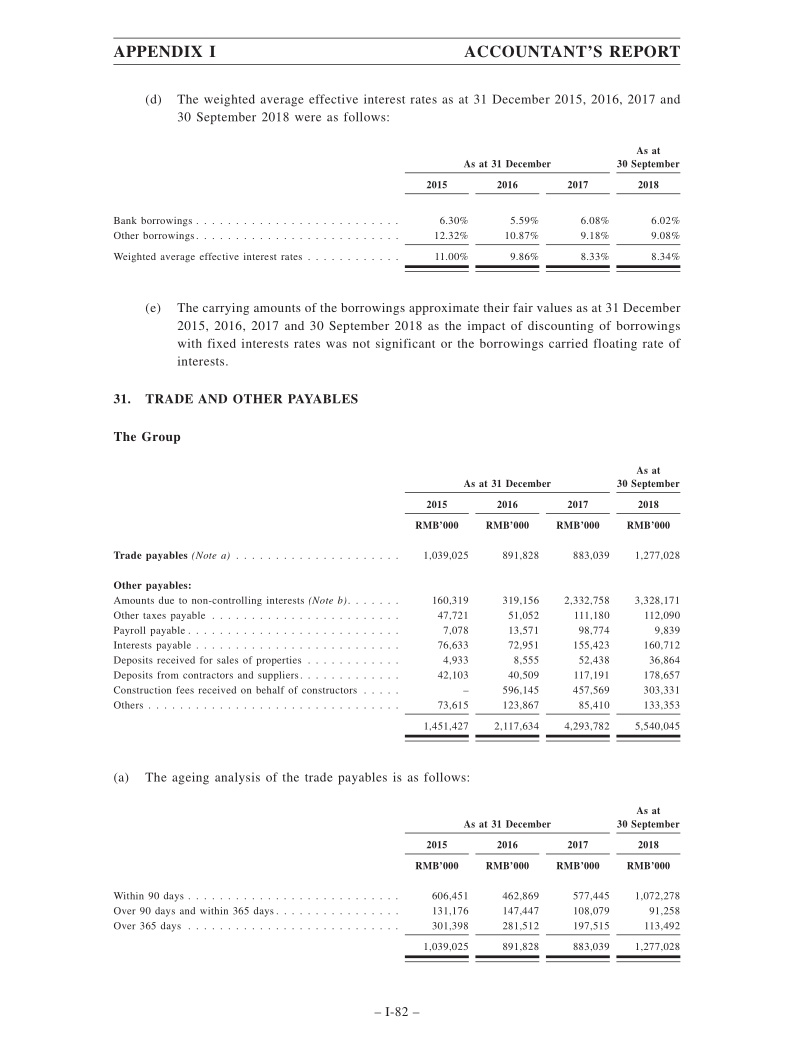 APPENDIX I ACCOUNTANT’S REPORT
(d) The weighted average effective interest rates as at 31 December 2015, 2016, 2017 and
30 September 2018 were as follows:
As at
As at 31 December 30 September
2015 2016 2017 2018
Bank borrowings . . . . . . . . . . . . . . . . . . . . . . . . . . 6.30% 5.59% 6.08% 6.02%
Other borrowings. . . . . . . . . . . . . . . . . . . . . . . . . . 12.32% 10.87% 9.18% 9.08%
Weighted average effective interest rates . . . . . . . . . . . . 11.00% 9.86% 8.33% 8.34%
(e) The carrying amounts of the borrowings approximate their fair values as at 31 December
2015, 2016, 2017 and 30 September 2018 as the impact of discounting of borrowings
with fixed interests rates was not significant or the borrowings carried floating rate of
interests.
31. TRADE AND OTHER PAYABLES
The Group
As at
As at 31 December 30 September
2015 2016 2017 2018
RMB’000 RMB’000 RMB’000 RMB’000
Trade payables (Note a) . . . . . . . . . . . . . . . . . . . . . 1,039,025 891,828 883,039 1,277,028
Other payables:
Amounts due to non-controlling interests (Note b). . . . . . . 160,319 319,156 2,332,758 3,328,171
Other taxes payable . . . . . . . . . . . . . . . . . . . . . . . . 47,721 51,052 111,180 112,090
Payroll payable . . . . . . . . . . . . . . . . . . . . . . . . . . . 7,078 13,571 98,774 9,839
Interests payable . . . . . . . . . . . . . . . . . . . . . . . . . . 76,633 72,951 155,423 160,712
Deposits received for sales of properties . . . . . . . . . . . . 4,933 8,555 52,438 36,864
Deposits from contractors and suppliers. . . . . . . . . . . . . 42,103 40,509 117,191 178,657
Construction fees received on behalf of constructors . . . . . – 596,145 457,569 303,331
Others . . . . . . . . . . . . . . . . . . . . . . . . . . . . . . . . 73,615 123,867 85,410 133,353
1,451,427 2,117,634 4,293,782 5,540,045
(a) The ageing analysis of the trade payables is as follows:
As at
As at 31 December 30 September
2015 2016 2017 2018
RMB’000 RMB’000 RMB’000 RMB’000
Within 90 days . . . . . . . . . . . . . . . . . . . . . . . . . . . 606,451 462,869 577,445 1,072,278
Over 90 days and within 365 days . . . . . . . . . . . . . . . . 131,176 147,447 108,079 91,258
Over 365 days . . . . . . . . . . . . . . . . . . . . . . . . . . . 301,398 281,512 197,515 113,492
1,039,025 891,828 883,039 1,277,028
– I-82 –